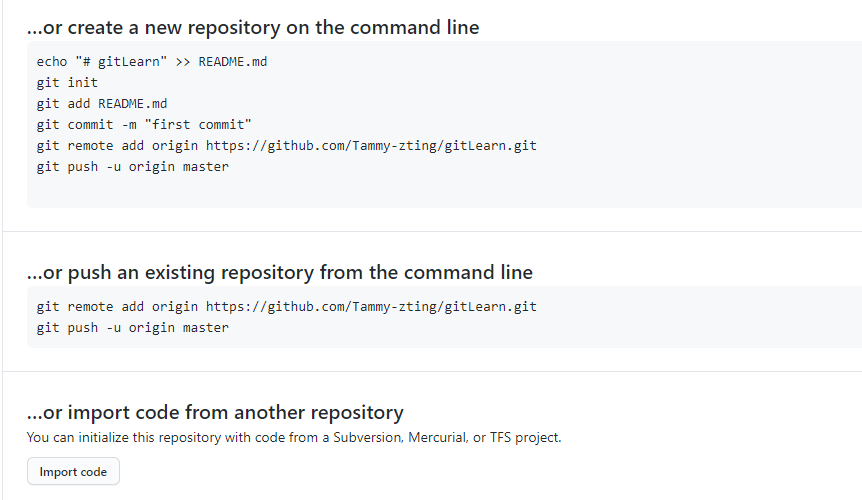 ...or create a new repository on the command line
echo "# gitLearn" >> README.md
git init
git add README.md
git commit -m "first commit"
git remote add origin https://github.com/Tammy-zting/gitLearn.git
git push -u origin master
...or push an existing repository from the command line
git remote add origin https://github.com/Tammy-zting/gitLearn.git
git push -u origin master
...or import code from another repository
You can initialize this repository with code from a Subversion, Mercurial, or TFS project.
Import code